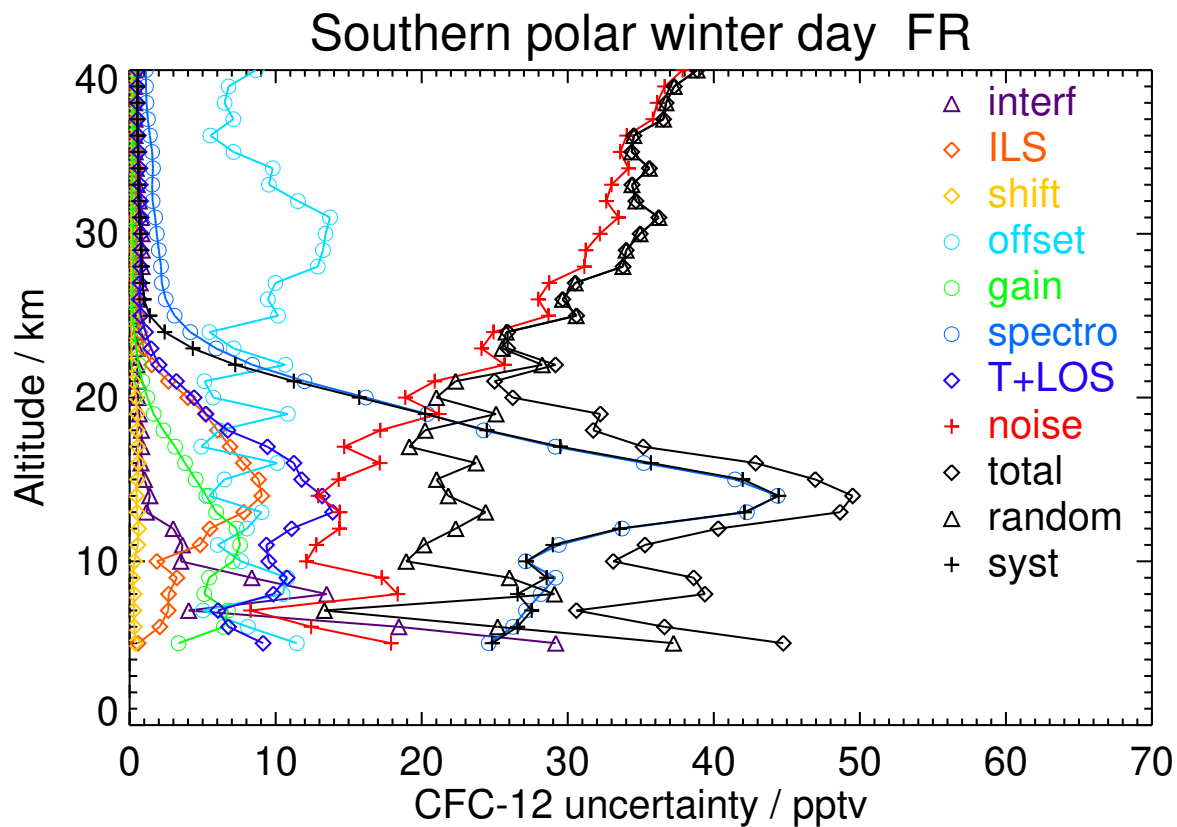 Southern polar winter day FR
40
30
20
10
0
Altitude / km
interf
ILS
shift
offset
gain
spectro
T+LOS
noise
total
random
syst
0 10 20 30 40 50 60 70
CFC-12 uncertainty / pptv